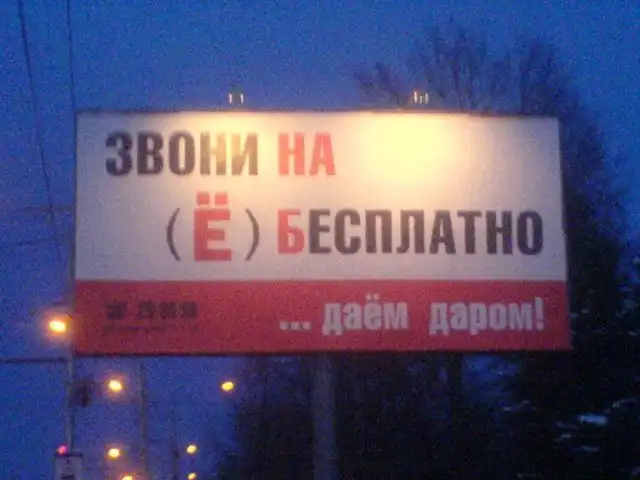 ЗВОНИ НА
(Ё) БЕСПЛАТНО
... даём даром!